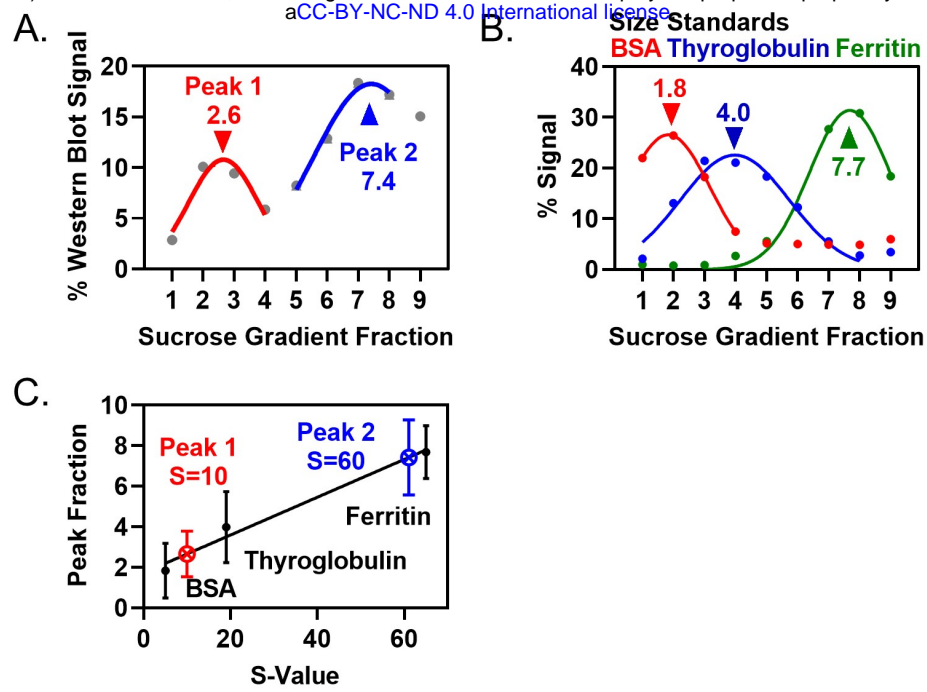 aCC-BY-NC-ND 4.0 International license.
A.
% Western Blot Signal
20
15
10
5
0
Peak 1
2.6
Peak 2
7.4
1 2 3 4 5 6 7 8 9
Sucrose Gradient Fraction
B.
Size Standards
BSA Thyroglobulin Ferritin
% Signal
40
30
20
10
0
1.8
4.0
7.7
1 2 3 4 5 6 7 8 9
Sucrose Gradient Fraction
C.
Peak Fraction
10
8
6
4
2
0
Peak 1
S=10
Peak 2
S=60
Ferritin
Thyroglobulin
BSA
0 20 40 60
S-Value